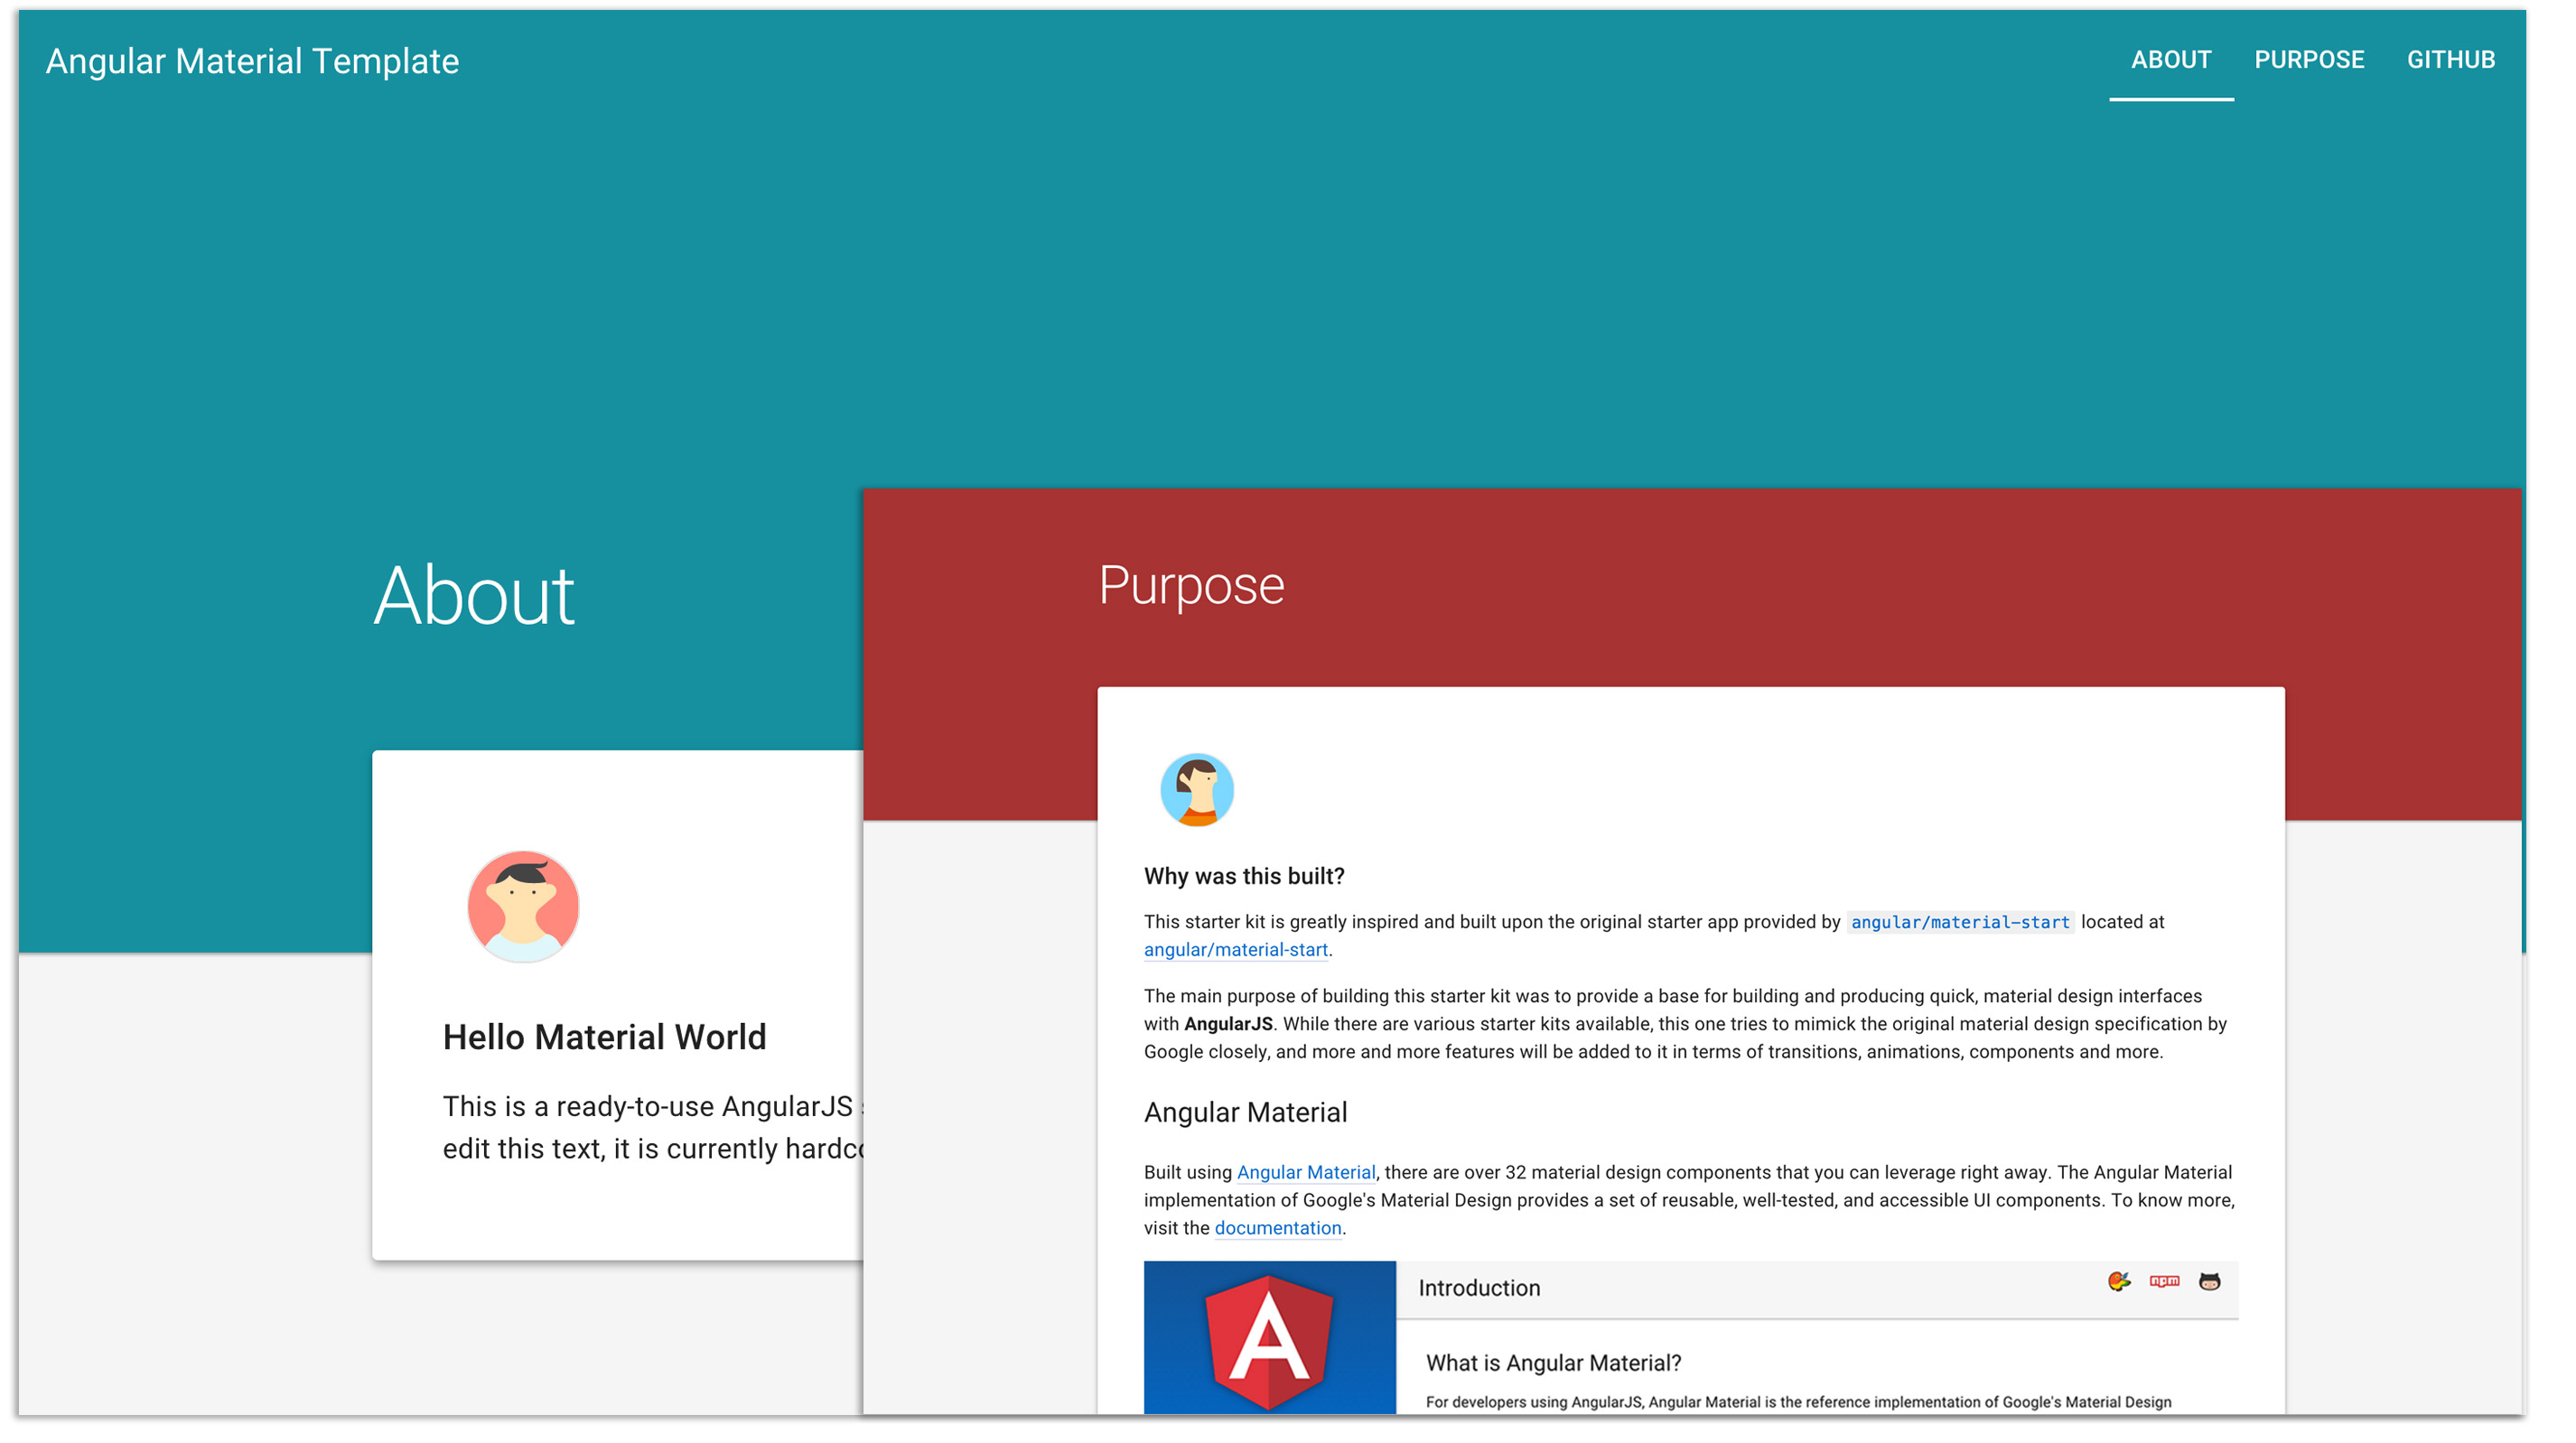 Angular Material Template
ABOUT PURPOSE GITHUB
About
Hello Material World
This is a ready-to-use AngularJS
edit this text, it is currently
Purpose
Why was this built?
This starter kit is greatly inspired and built upon the original starter app provided by angular/material-start located at
angular/material-start.
The main purpose of building this starter kit was to provide a base for building and producing quick, material design interfaces
with AngularJS. While there are various starter kits available, this one tries to mimick the original material design specification by
Google closely, and more and more features will be added to it in terms of transitions, animations, components and more.
Angular Material
Built using Angular Material, there are over 32 material design components that you can leverage right away. The Angular Material
implementation of Google's Material Design provides a set of reusable, well-tested, and accessible UI components. To know more,
visit the documentation.
A
Introduction
npm
What is Angular Material?
For developers using AngularJS, Angular Material is the reference implementation of Google's Material Design